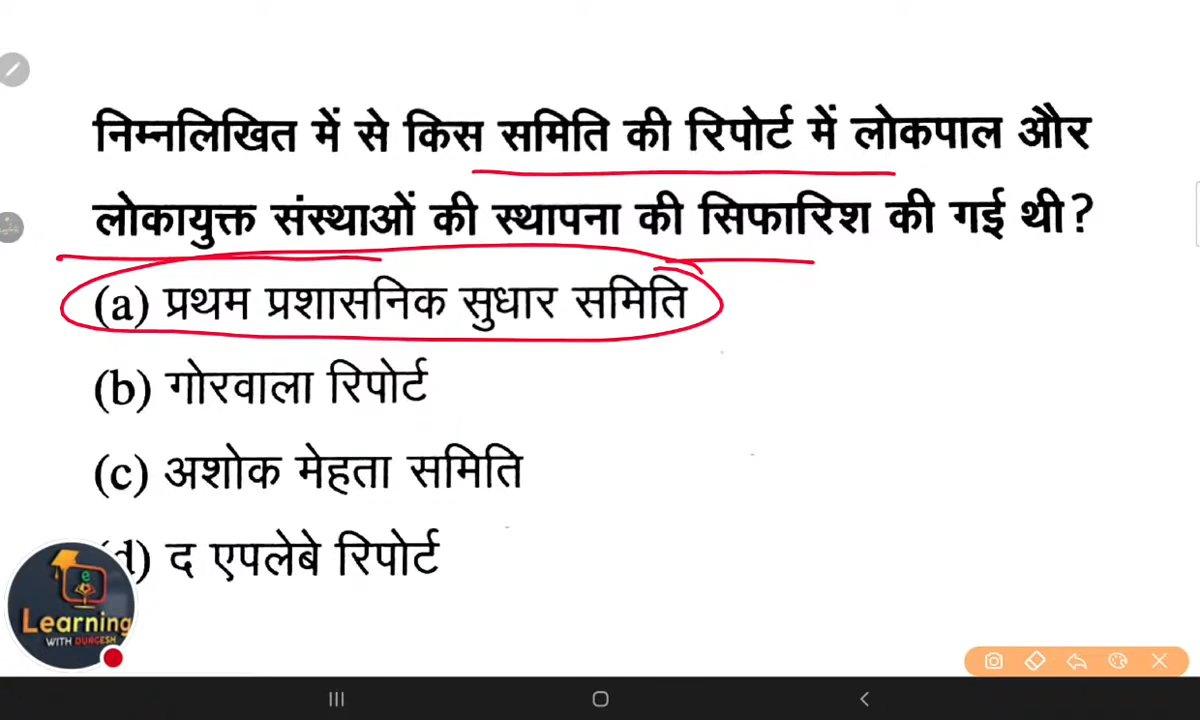 निम्नलिखित में से किस समिति की रिपोर्ट में लोकपाल और
लोकायुक्त संस्थाओं की स्थापना की सिफारिश की गई थी?
(a) प्रथम प्रशासनिक सुधार समिति
(b) गोरवाला रिपोर्ट
(c) अशोक मेहता समिति
(d) द एपलेबे रिपोर्ट
e
Learning
WITH DURGESH